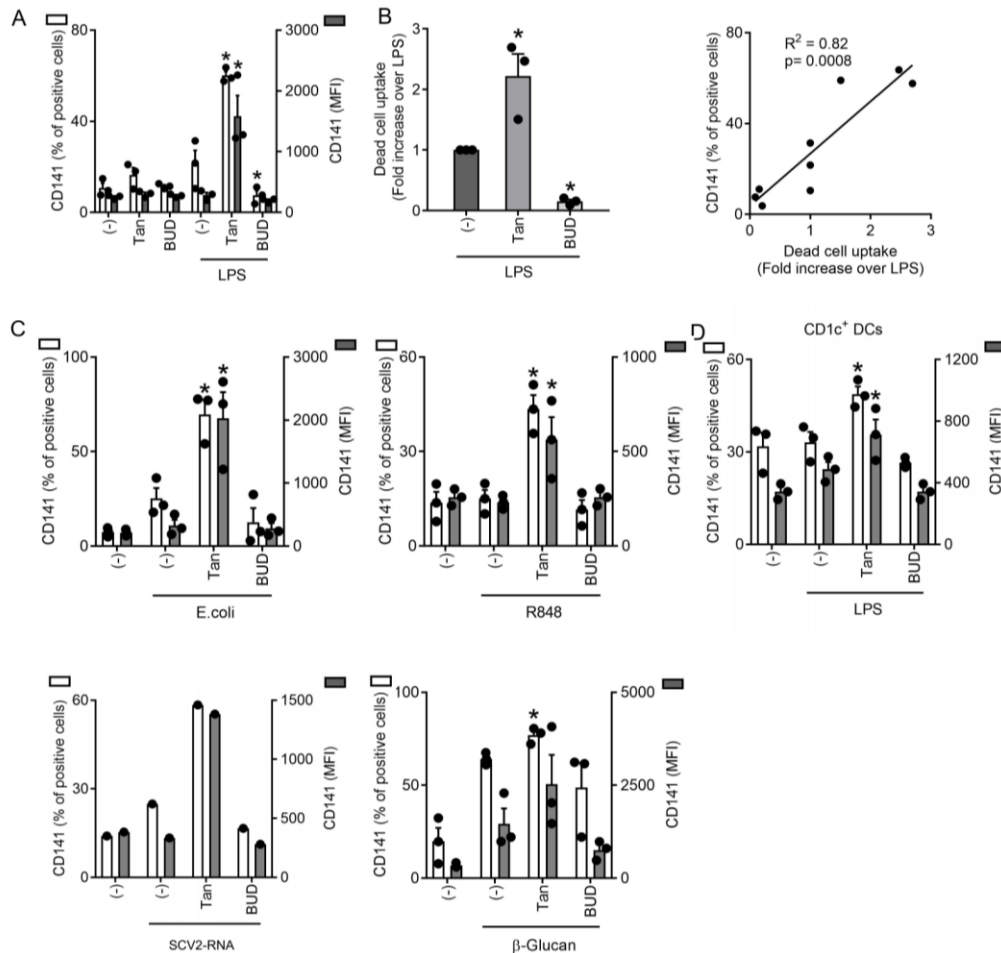 A
CD141 (% of positive cells)
80
40
0
3000
2000
1000
0
CD141 (MFI)
* * *
(-) Tan BUD (-) Tan BUD
LPS
B
Dead cell uptake
(Fold increase over LPS)
3
2
1
0
* *
(-) Tan BUD
LPS
CD141 (% of positive cells)
80
40
0
R² = 0.82
p= 0.0008
0 1 2 3
Dead cell uptake
(Fold increase over LPS)
C
CD141 (% of positive cells)
100
50
0
3000
2000
1000
0
CD141 (MFI)
* *
(-) (-) Tan BUD
E.coli
CD141 (% of positive cells)
60
30
0
1000
500
0
CD141 (MFI)
* *
(-) (-) Tan BUD
R848
D
CD1c⁺ DCs
CD141 (% of positive cells)
60
30
0
1200
800
400
0
CD141 (MFI)
* *
(-) (-) Tan BUD
LPS
CD141 (% of positive cells)
60
30
0
1500
1000
500
0
CD141 (MFI)
(-) (-) Tan BUD
SCV2-RNA
CD141 (% of positive cells)
100
50
0
5000
2500
0
CD141 (MFI)
*
(-) (-) Tan BUD
β-Glucan